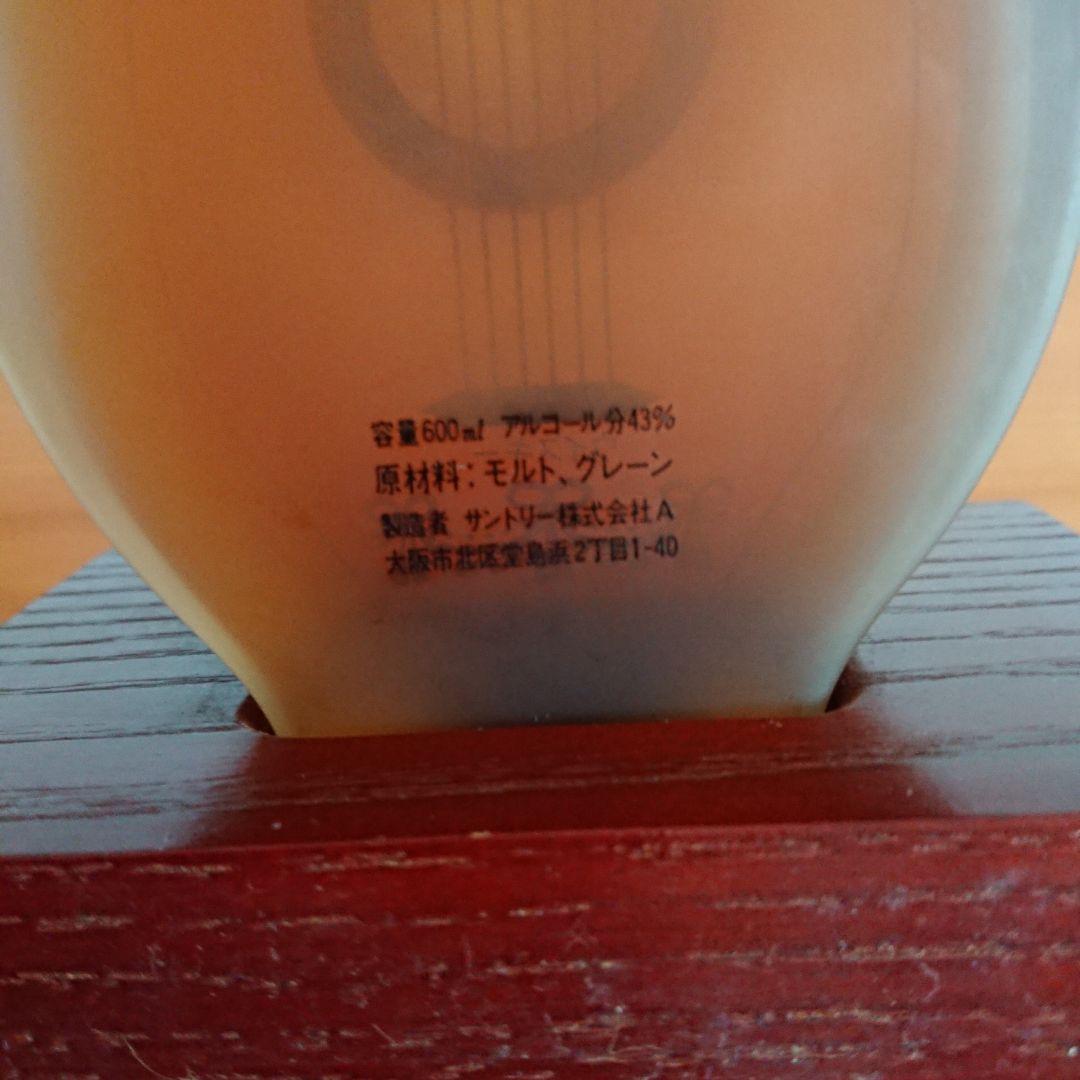 容量600ml アルコール分43%
原材料:モルト、グレーン
製造者 サントリー株式会社A
大阪市北区堂島浜2丁目1-40